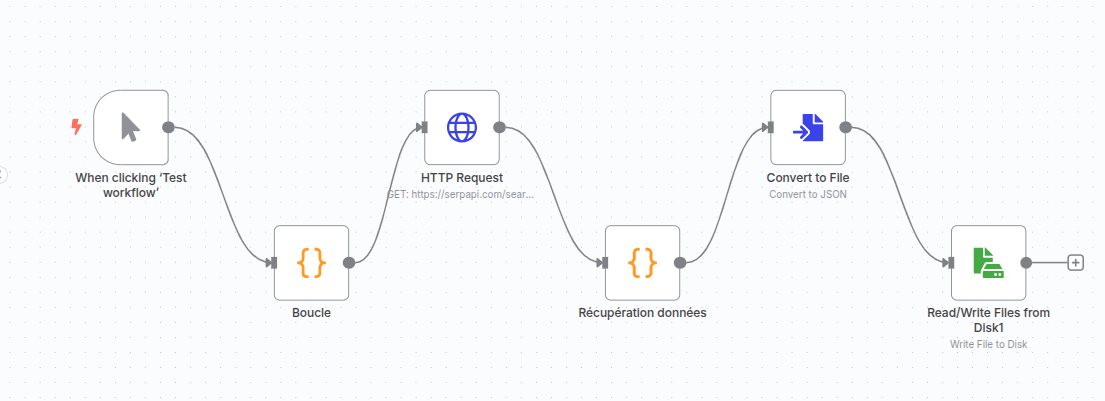 When clicking ‘Test
workflow’
HTTP Request
GET: https://serpapi.com/sear...
Convert to File
Convert to JSON
{}
Boucle
{}
Récupération données
Read/Write Files from
Disk1
Write File to Disk